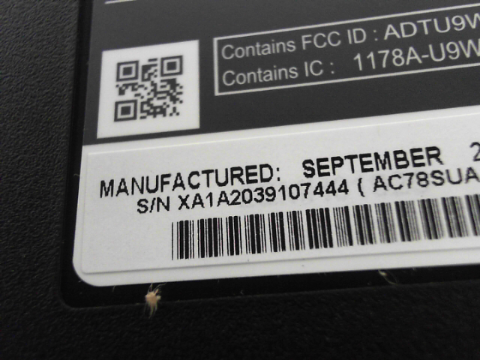 Contains FCC ID : ADTU9W
Contains IC : 1178A-U9W
MANUFACTURED: SEPTEMBER 2
S/N XA1A2039107444 ( AC78SUA